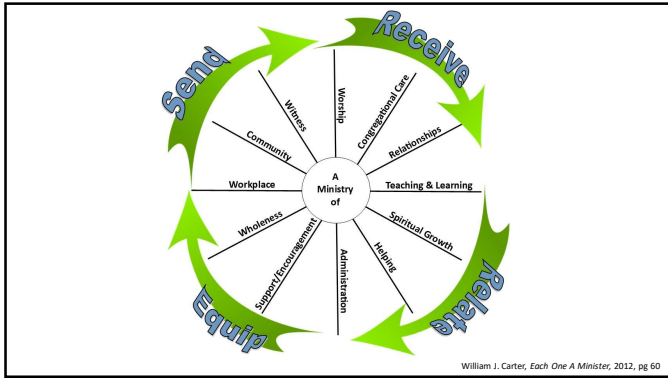 Send
Receive
Relate
Equip
A
Ministry
of
Worship
Congregational Care
Relationships
Teaching & Learning
Spiritual Growth
Helping
Administration
Support/Encouragement
Wholeness
Workplace
Community
Witness
William J. Carter, Each One A Minister, 2012, pg 60